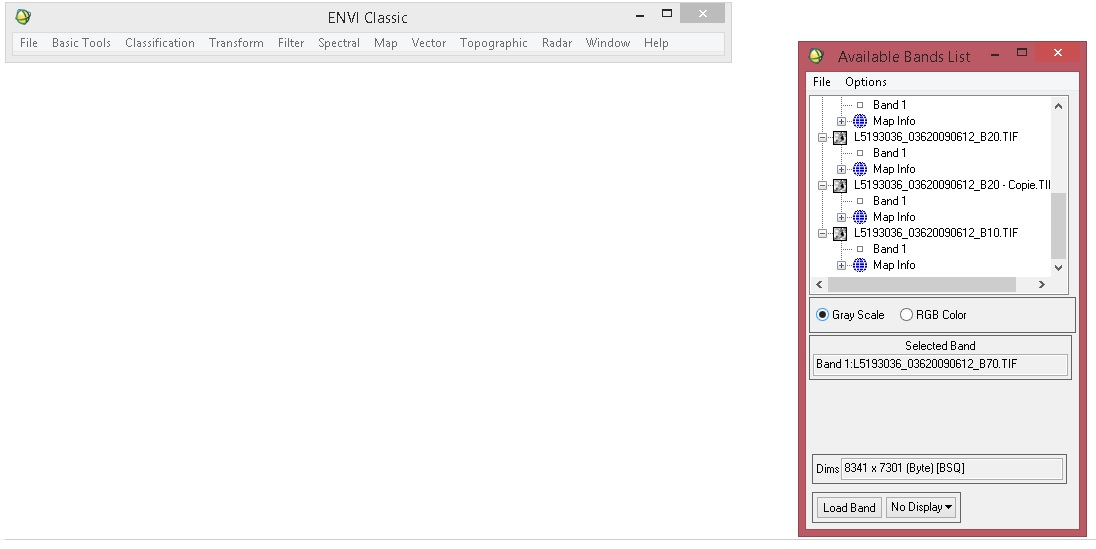 ENVI Classic
File Basic Tools Classification Transform Filter Spectral Map Vector Topographic Radar Window Help
Available Bands List
File Options
Band 1
Map Info
L5193036_03620090612_B20.TIF
Band 1
Map Info
L5193036_03620090612_B20 - Copie.TI
Band 1
Map Info
L5193036_03620090612_B10.TIF
Band 1
Map Info
Gray Scale RGB Color
Selected Band
Band 1:L5193036_03620090612_B70.TIF
Dims 8341 x 7301 (Byte) [BSQ]
Load Band No Display